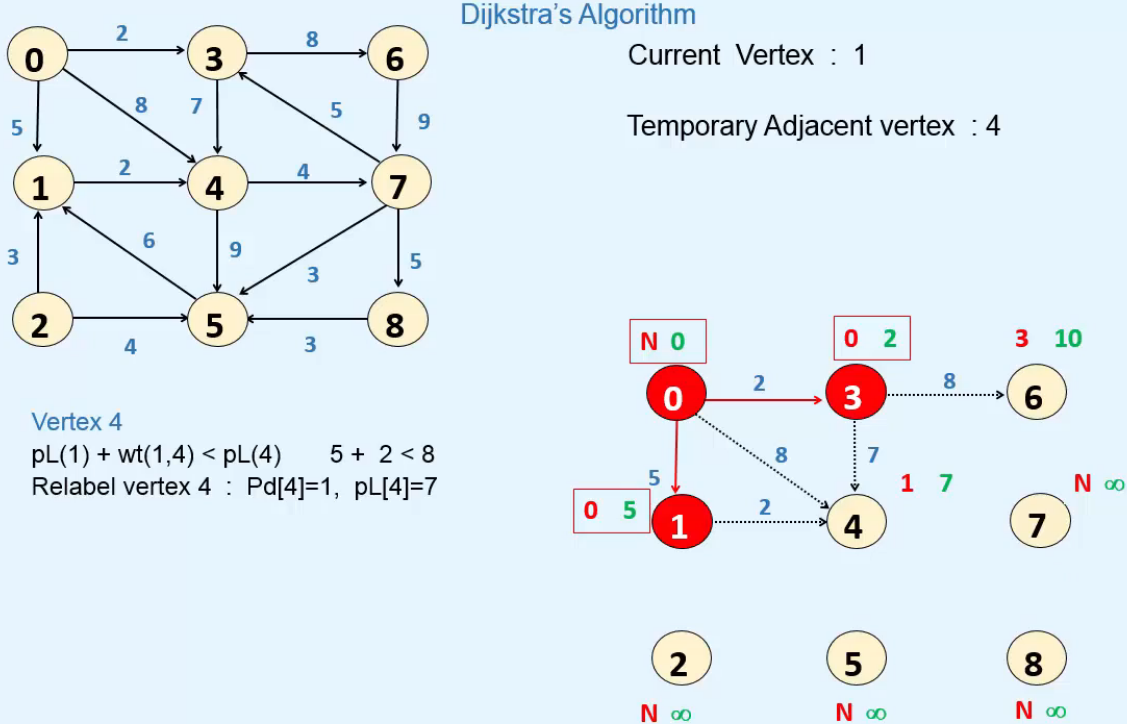 Dijkstra's Algorithm
Current Vertex : 1
Temporary Adjacent vertex : 4
0 2 3 8 6
5 8 7 5 9
1 2 4 4 7
3 6 9 3 5
2 4 5 3 8
Vertex 4
pL(1) + wt(1,4) < pL(4) 5 + 2 < 8
Relabel vertex 4 : Pd[4]=1, pL[4]=7
N 0 0 2 3 10
0 2 3 8 6
5 8 7 1 7 N ∞
0 5 1 2 4 7
2 5 8
N ∞ N ∞ N ∞